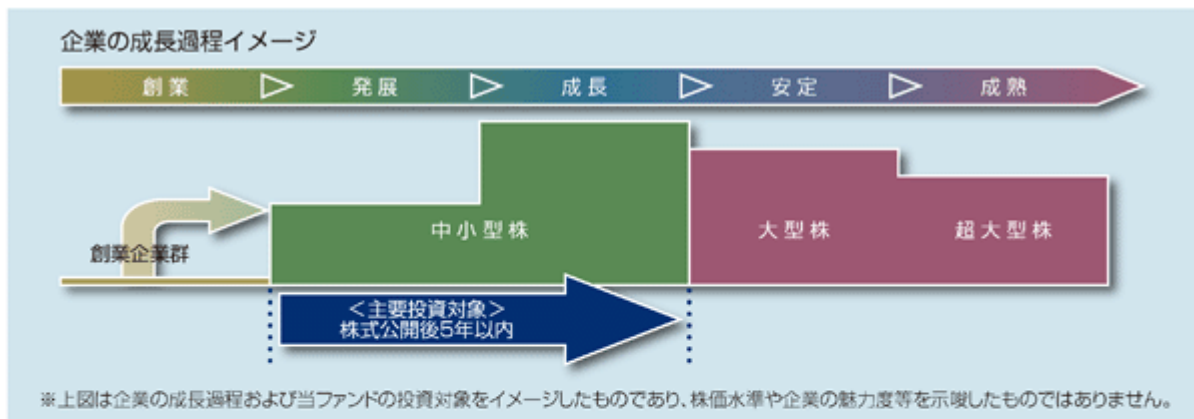 企業の成長過程イメージ
創業 発展 成長 安定 成熟
中小型株 大型株 超大型株
創業企業群
＜主要投資対象＞
株式公開後5年以内
※上図は企業の成長過程および当ファンドの投資対象をイメージしたものであり、株価水準や企業の魅力度等を示唆したものではありません。